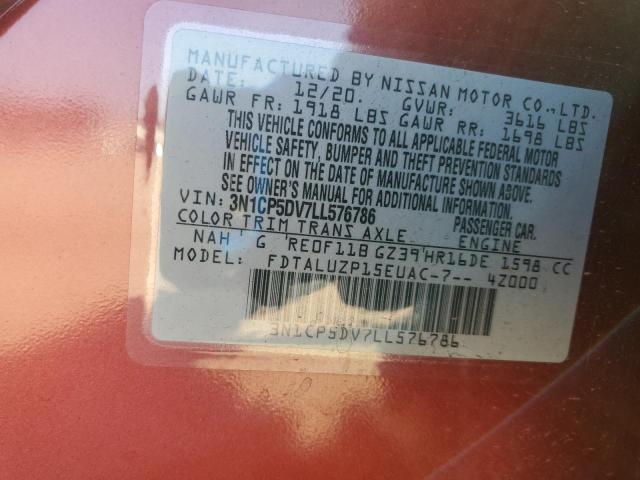 MANUFACTURED BY NISSAN MOTOR CO.,LTD.
DATE: 12/20. GVWR: 3616 LBS
GAWR FR: 1918 LBS GAWR RR: 1698 LBS
THIS VEHICLE CONFORMS TO ALL APPLICABLE FEDERAL MOTOR
VEHICLE SAFETY, BUMPER AND THEFT PREVENTION STANDARDS
IN EFFECT ON THE DATE OF MANUFACTURE SHOWN ABOVE.
SEE OWNER'S MANUAL FOR ADDITIONAL INFORMATION.
VIN: 3N1CP5DV7LL576786 PASSENGER CAR.
COLOR TRIM TRANS AXLE ENGINE
NAH ' G ' RE0F11B GZ39'HR16DE 1598 CC
MODEL: FDTALUZP15EUAC-7-- 4Z000
3N1CP5DV7LL576786